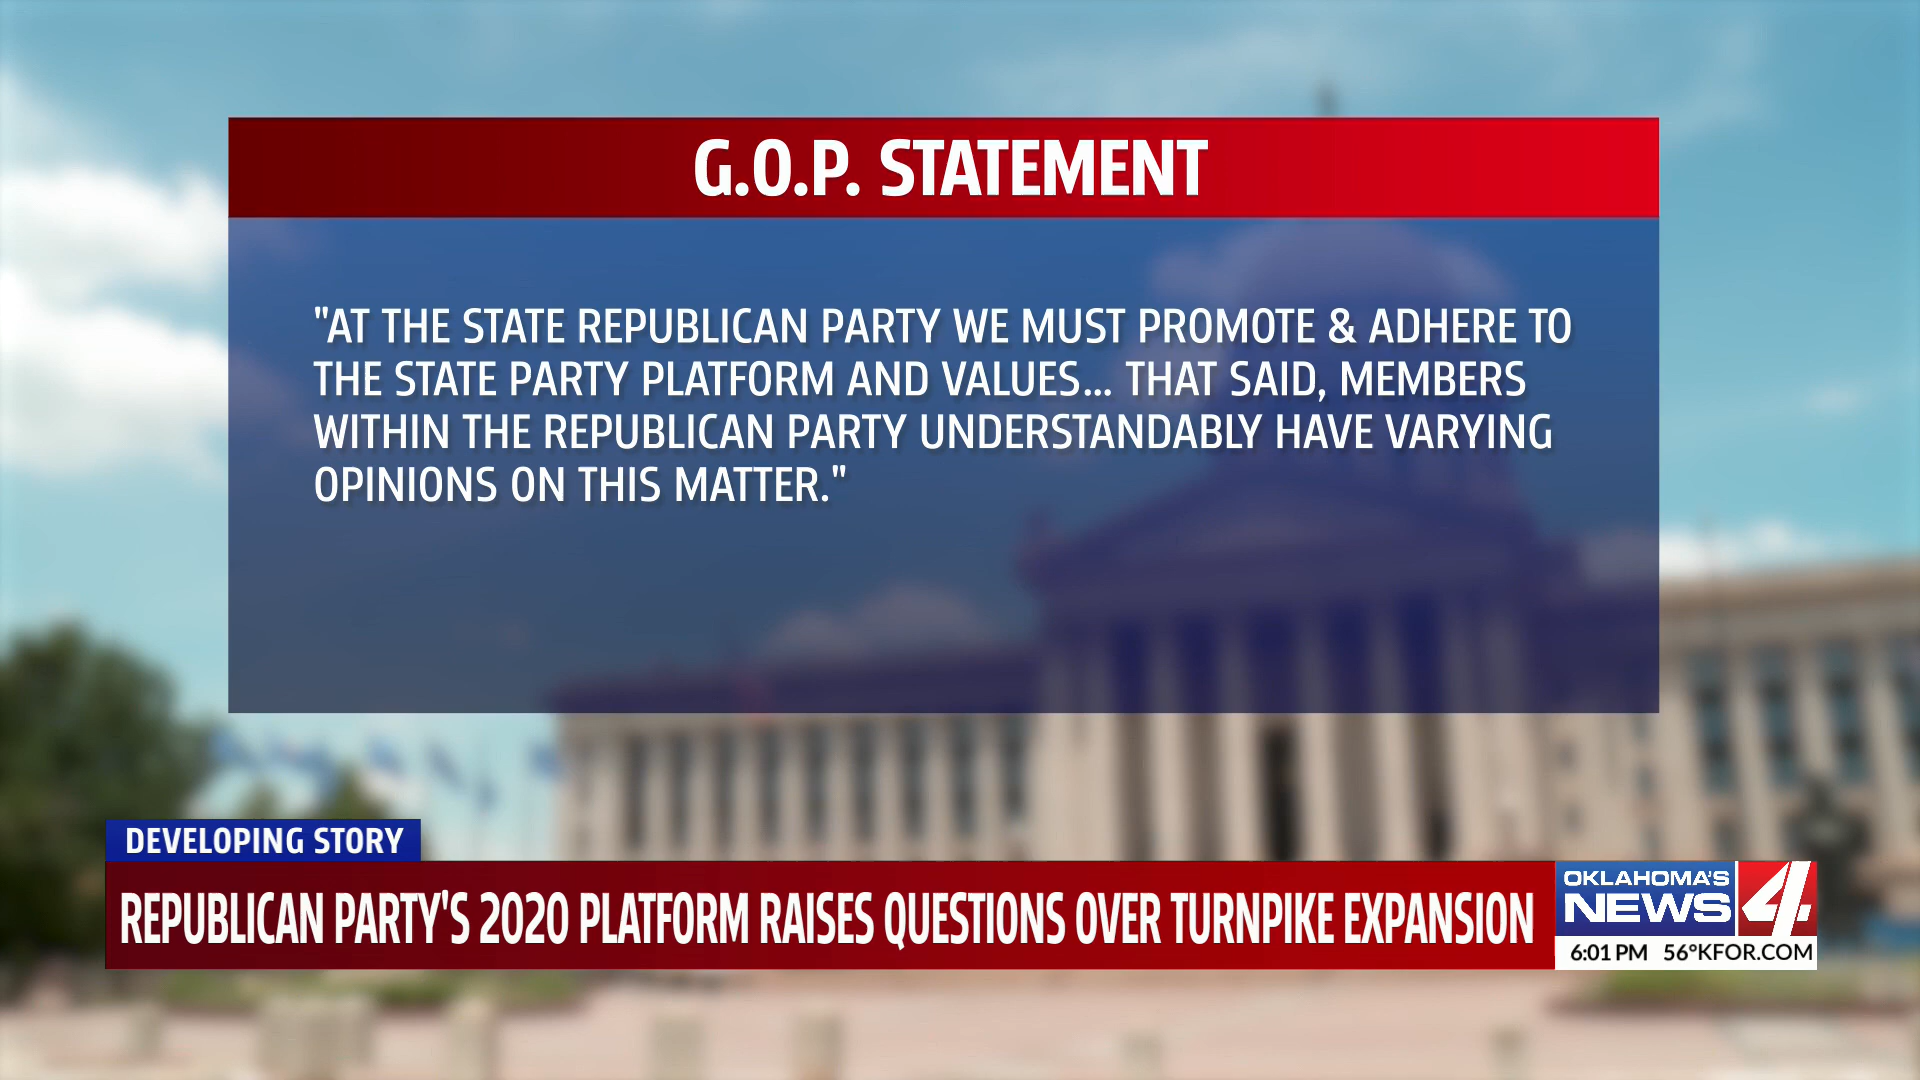 G.O.P. STATEMENT
"AT THE STATE REPUBLICAN PARTY WE MUST PROMOTE & ADHERE TO
THE STATE PARTY PLATFORM AND VALUES... THAT SAID, MEMBERS
WITHIN THE REPUBLICAN PARTY UNDERSTANDABLY HAVE VARYING
OPINIONS ON THIS MATTER."
DEVELOPING STORY
REPUBLICAN PARTY'S 2020 PLATFORM RAISES QUESTIONS OVER TURNPIKE EXPANSION
OKLAHOMA'S
NEWS 4
6:01 PM 56° KFOR.COM